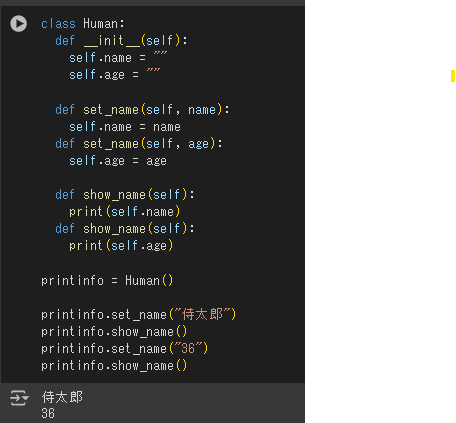 class Human:
  def __init__(self):
    self.name = ""
    self.age = ""

  def set_name(self, name):
    self.name = name
  def set_name(self, age):
    self.age = age

  def show_name(self):
    print(self.name)
  def show_name(self):
    print(self.age)

printinfo = Human()

printinfo.set_name("侍太郎")
printinfo.show_name()
printinfo.set_name("36")
printinfo.show_name()
侍太郎
36